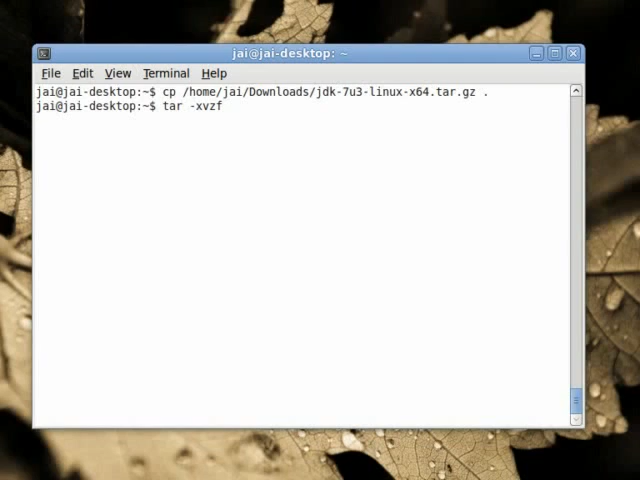 jai@jai-desktop: ~
File Edit View Terminal Help
jai@jai-desktop:~$ cp /home/jai/Downloads/jdk-7u3-linux-x64.tar.gz .
jai@jai-desktop:~$ tar -xvzf